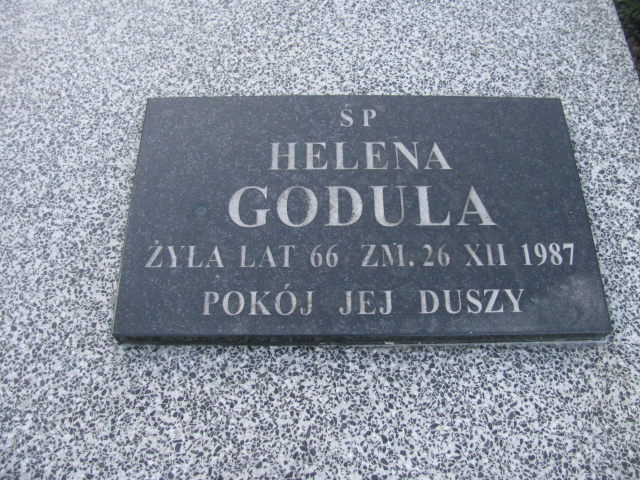 ŚP
HELENA
GODULA
ŻYŁA LAT 66 ZM. 26 XII 1987
POKÓJ JEJ DUSZY